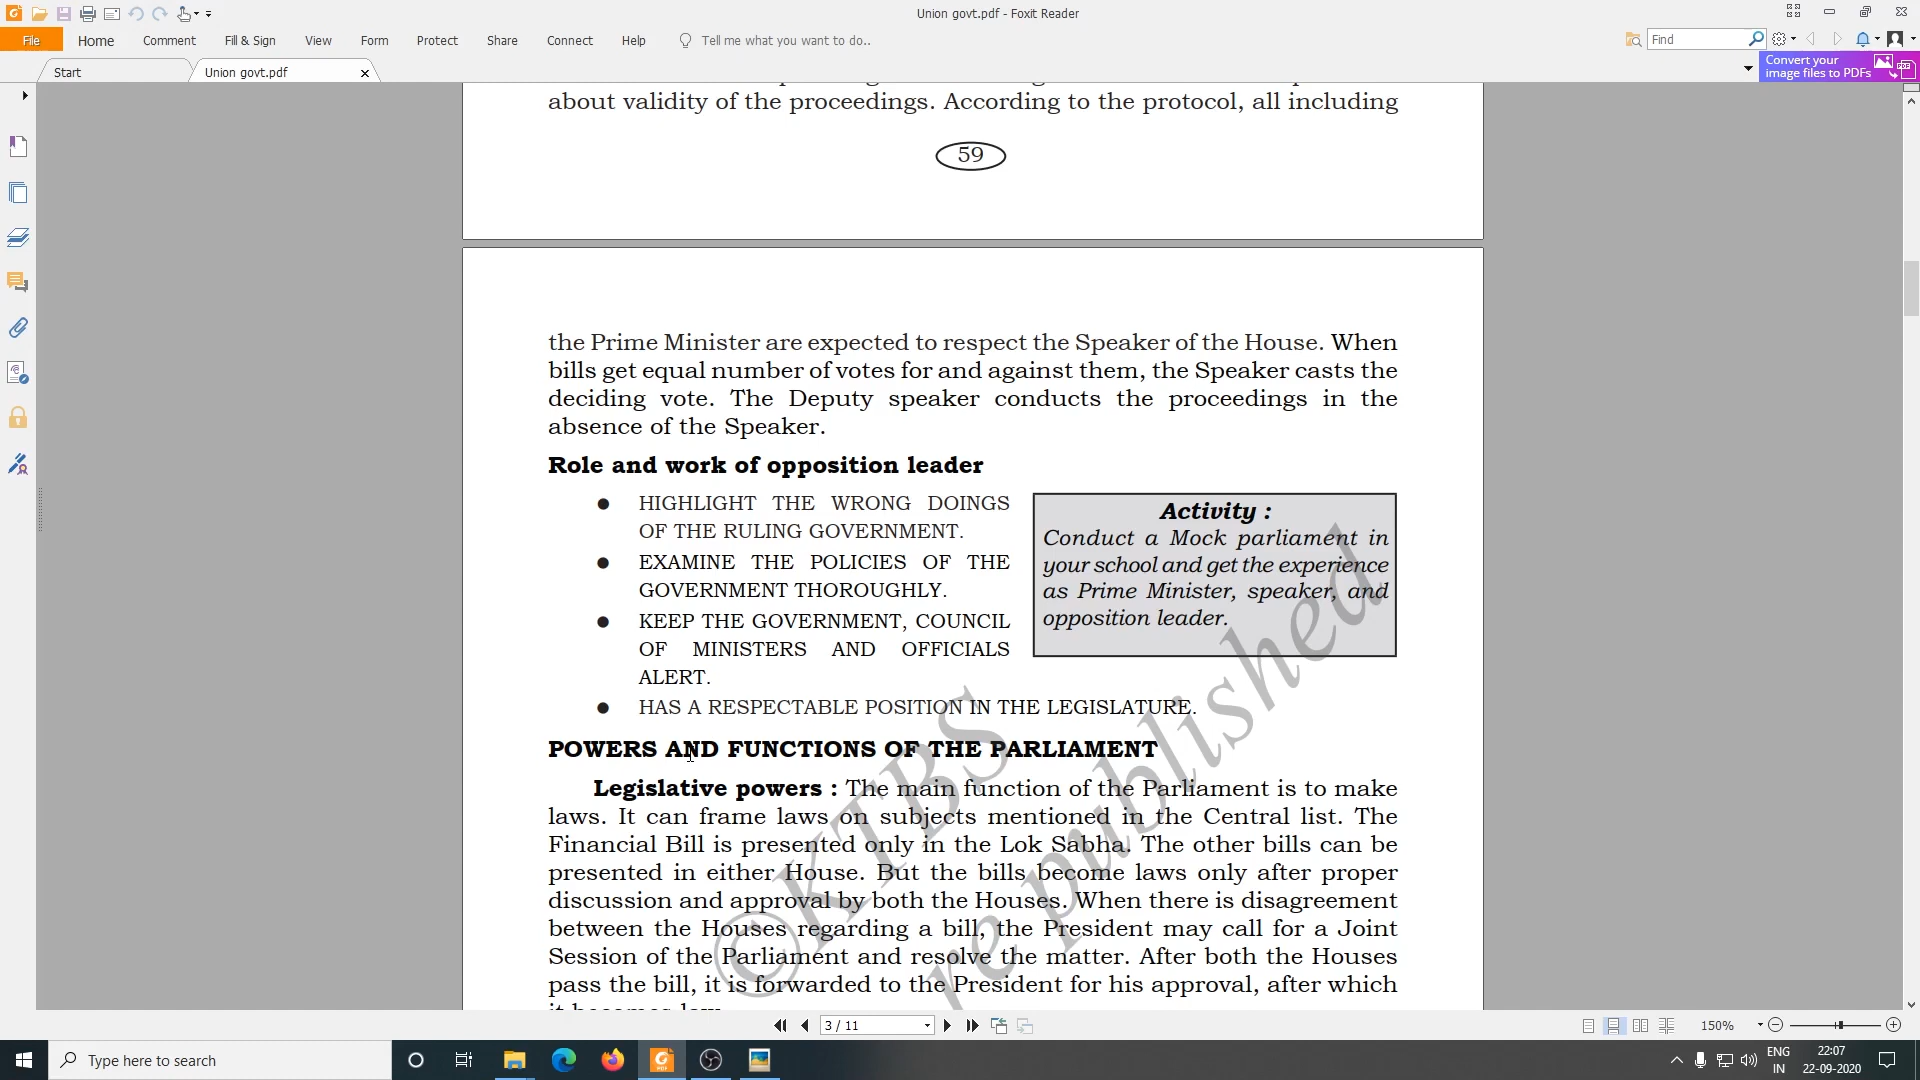 Union govt.pdf - Foxit Reader
File Home Comment Fill & Sign View Form Protect Share Connect Help Tell me what you want to do.. Find
Start Union govt.pdf
Convert your
image files to PDFs
about validity of the proceedings. According to the protocol, all including
59
the Prime Minister are expected to respect the Speaker of the House. When
bills get equal number of votes for and against them, the Speaker casts the
deciding vote. The Deputy speaker conducts the proceedings in the
absence of the Speaker.
Role and work of opposition leader
● HIGHLIGHT THE WRONG DOINGS
OF THE RULING GOVERNMENT.
● EXAMINE THE POLICIES OF THE
GOVERNMENT THOROUGHLY.
● KEEP THE GOVERNMENT, COUNCIL
OF MINISTERS AND OFFICIALS
ALERT.
● HAS A RESPECTABLE POSITION IN THE LEGISLATURE.
Activity :
Conduct a Mock parliament in
your school and get the experience
as Prime Minister, speaker, and
opposition leader.
POWERS AND FUNCTIONS OF THE PARLIAMENT
Legislative powers : The main function of the Parliament is to make
laws. It can frame laws on subjects mentioned in the Central list. The
Financial Bill is presented only in the Lok Sabha. The other bills can be
presented in either House. But the bills become laws only after proper
discussion and approval by both the Houses. When there is disagreement
between the Houses regarding a bill, the President may call for a Joint
Session of the Parliament and resolve the matter. After both the Houses
pass the bill, it is forwarded to the President for his approval, after which
it becomes law.
©KTBS
re published
3 / 11
150%
Type here to search
ENG
IN
22:07
22-09-2020